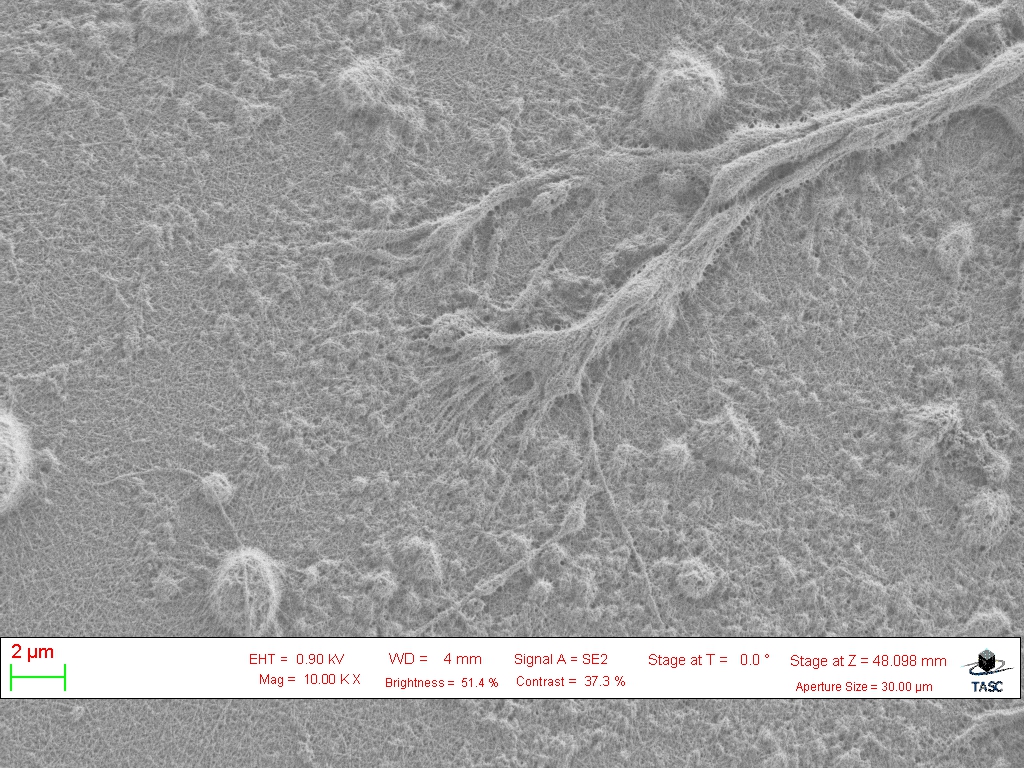 2 µm
EHT = 0.90 kV WD = 4 mm Signal A = SE2 Stage at T = 0.0 ° Stage at Z = 48.098 mm
Mag = 10.00 K X Brightness = 51.4 % Contrast = 37.3 % Aperture Size = 30.00 µm
TASC